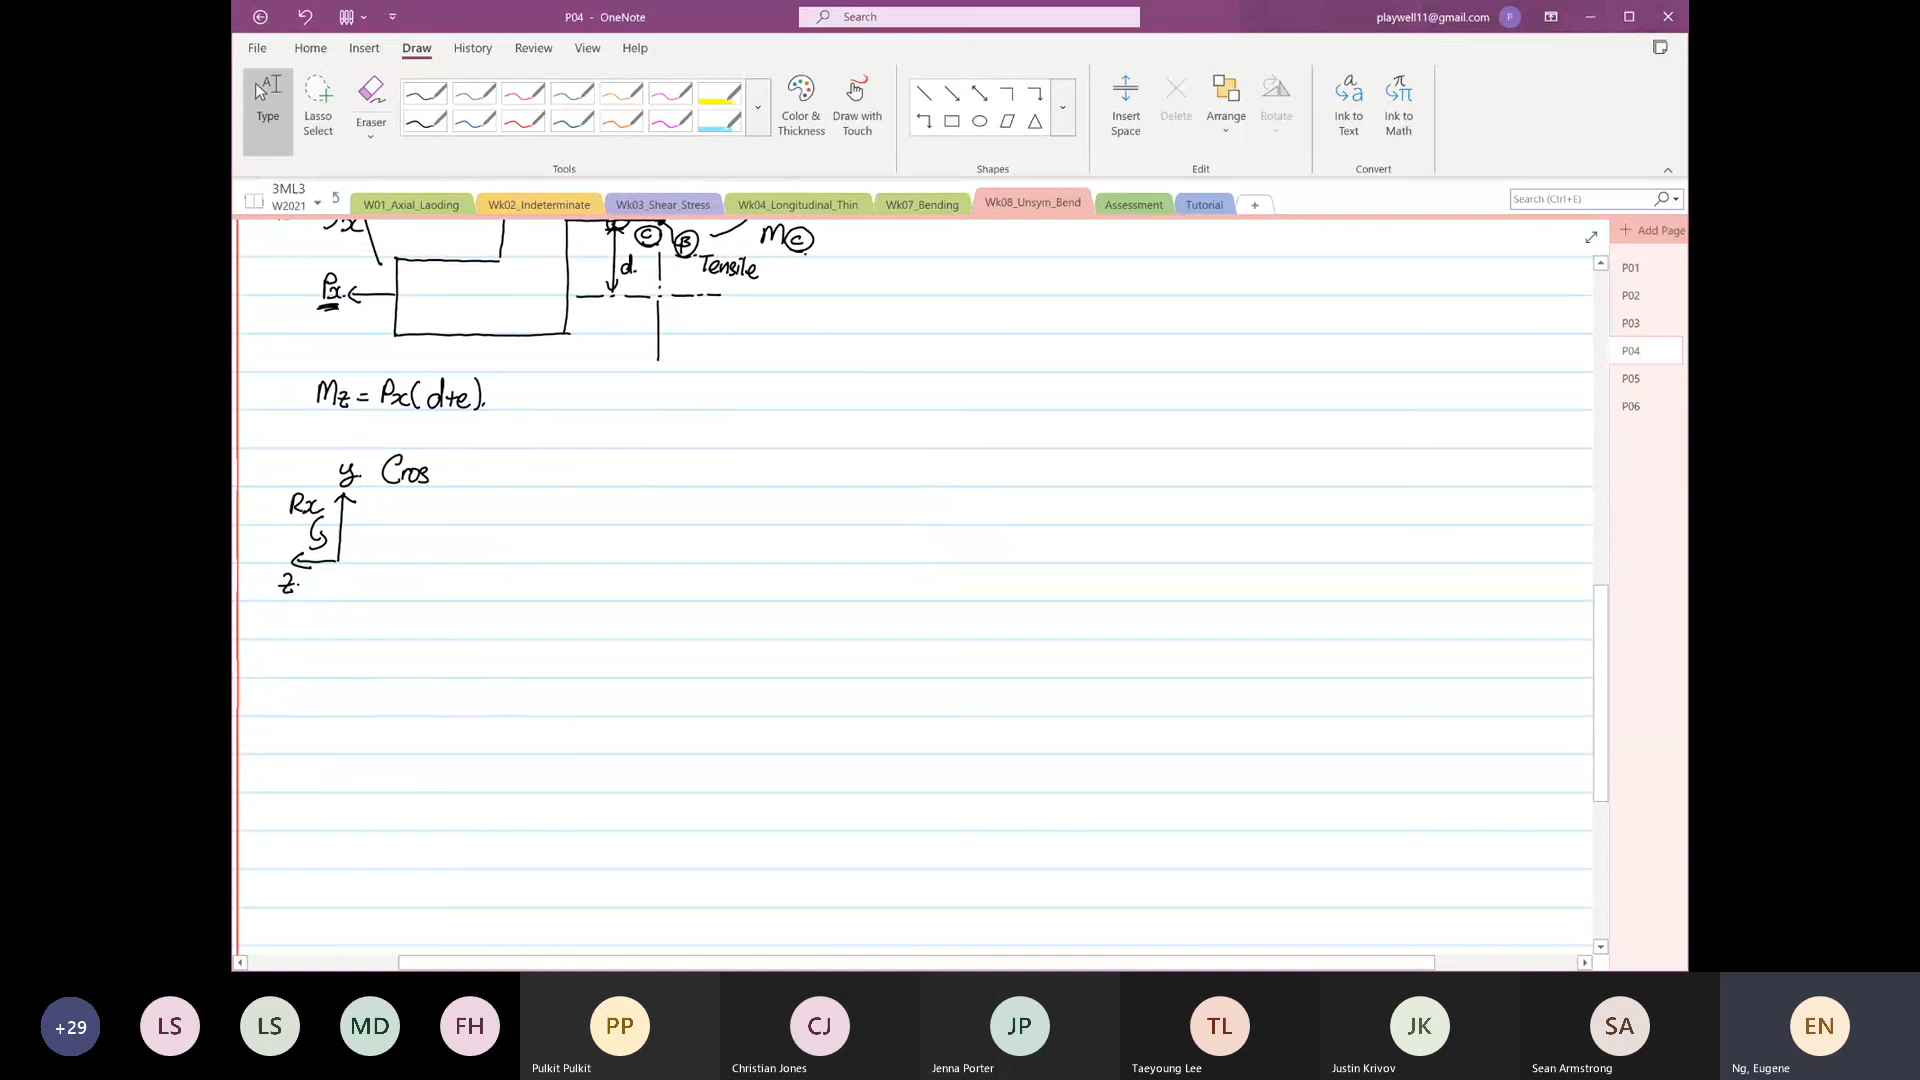 P04 - OneNote
Search
playwell11@gmail.com
P
File Home Insert Draw History Review View Help
Type
Lasso Select
Eraser
Color & Thickness
Draw with Touch
Insert Space
Delete
Arrange
Rotate
Ink to Text
Ink to Math
Tools
Shapes
Edit
Convert
3ML3 W2021
W01_Axial_Laoding
Wk02_Indeterminate
Wk03_Shear_Stress
Wk04_Longitudinal_Thin
Wk07_Bending
Wk08_Unsym_Bend
Assessment
Tutorial
+
Search (Ctrl+E)
Add Page
P01
P02
P03
P04
P05
P06
C
B
M C
d.
Tensile
Px
Mz = Px(d+e).
y. Cros
Rx
z.
+29
LS
LS
MD
FH
PP
CJ
JP
TL
JK
SA
EN
Pulkit Pulkit
Christian Jones
Jenna Porter
Taeyoung Lee
Justin Krivov
Sean Armstrong
Ng, Eugene